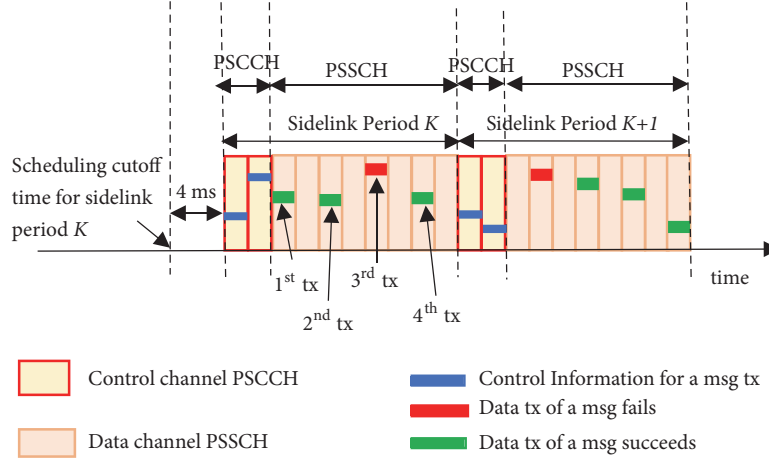 PSCCH
PSSCH
PSCCH
PSSCH
Sidelink Period K
Sidelink Period K+1
Scheduling cutoff
time for sidelink
period K
4 ms
1st tx
2nd tx
3rd tx
4th tx
time
Control channel PSCCH
Data channel PSSCH
Control Information for a msg tx
Data tx of a msg fails
Data tx of a msg succeeds